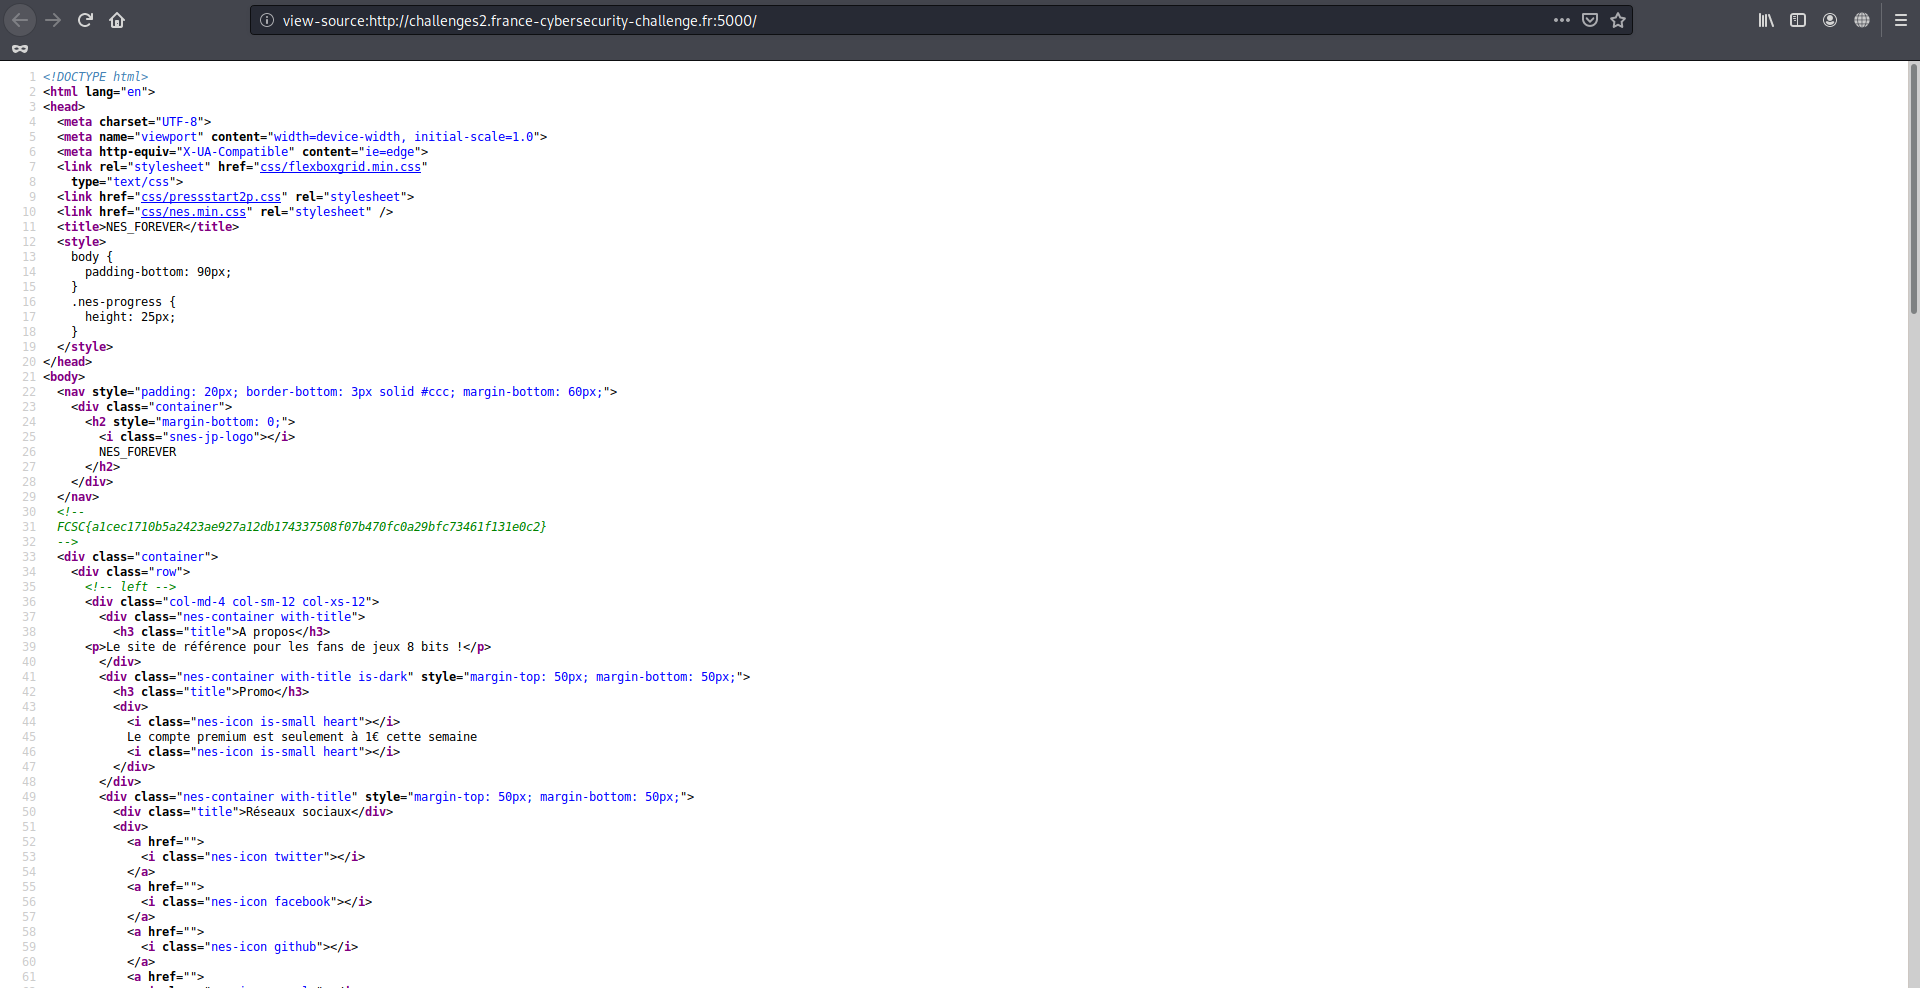 view-source:http://challenges2.france-cybersecurity-challenge.fr:5000/
1 <!DOCTYPE html>
2 <html lang="en">
3 <head>
4 <meta charset="UTF-8">
5 <meta name="viewport" content="width=device-width, initial-scale=1.0">
6 <meta http-equiv="X-UA-Compatible" content="ie=edge">
7 <link rel="stylesheet" href="css/flexboxgrid.min.css"
8 type="text/css">
9 <link href="css/pressstart2p.css" rel="stylesheet">
10 <link href="css/nes.min.css" rel="stylesheet" />
11 <title>NES_FOREVER</title>
12 <style>
13 body {
14 padding-bottom: 90px;
15 }
16 .nes-progress {
17 height: 25px;
18 }
19 </style>
20 </head>
21 <body>
22 <nav style="padding: 20px; border-bottom: 3px solid #ccc; margin-bottom: 60px;">
23 <div class="container">
24 <h2 style="margin-bottom: 0;">
25 <i class="snes-jp-logo"></i>
26 NES_FOREVER
27 </h2>
28 </div>
29 </nav>
30 <!--
31 FCSC{a1cec1710b5a2423ae927a12db174337508f07b470fc0a29bfc73461f131e0c2}
32 -->
33 <div class="container">
34 <div class="row">
35 <!-- left -->
36 <div class="col-md-4 col-sm-12 col-xs-12">
37 <div class="nes-container with-title">
38 <h3 class="title">A propos</h3>
39 <p>Le site de référence pour les fans de jeux 8 bits !</p>
40 </div>
41 <div class="nes-container with-title is-dark" style="margin-top: 50px; margin-bottom: 50px;">
42 <h3 class="title">Promo</h3>
43 <div>
44 <i class="nes-icon is-small heart"></i>
45 Le compte premium est seulement à 1€ cette semaine
46 <i class="nes-icon is-small heart"></i>
47 </div>
48 </div>
49 <div class="nes-container with-title" style="margin-top: 50px; margin-bottom: 50px;">
50 <div class="title">Réseaux sociaux</div>
51 <div>
52 <a href="">
53 <i class="nes-icon twitter"></i>
54 </a>
55 <a href="">
56 <i class="nes-icon facebook"></i>
57 </a>
58 <a href="">
59 <i class="nes-icon github"></i>
60 </a>
61 <a href="">